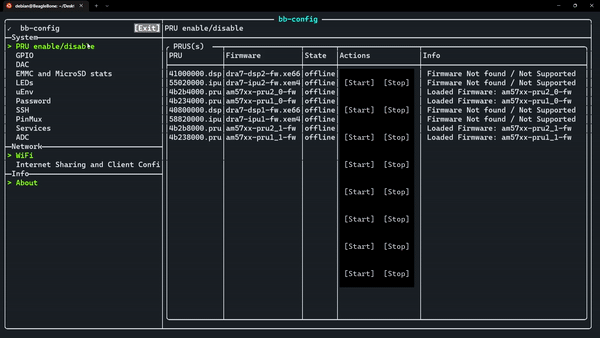 debian@BeagleBone: ~/Deskt
bb-config
✓ bb-config [Exit]
PRU enable/disable
System
> PRU enable/disable
GPIO
DAC
EMMC and MicroSD stats
LEDs
uEnv
Password
SSH
PinMux
Services
ADC
Network
> WiFi
Internet Sharing and Client Confi
Info
> About
PRUS(s)
PRU Firmware State Actions Info
41000000.dsp dra7-dsp2-fw.xe66 offline Firmware Not found / Not Supported
55020000.ipu dra7-ipu2-fw.xem4 offline [Start] [Stop] Firmware Not found / Not Supported
4b2b4000.pru am57xx-pru2_0-fw offline Loaded Firmware: am57xx-pru2_0-fw
4b234000.pru am57xx-pru1_0-fw offline Loaded Firmware: am57xx-pru1_0-fw
40800000.dsp dra7-dsp1-fw.xe66 offline [Start] [Stop] Firmware Not found / Not Supported
58820000.ipu dra7-ipu1-fw.xem4 offline Firmware Not found / Not Supported
4b2b8000.pru am57xx-pru2_1-fw offline Loaded Firmware: am57xx-pru2_1-fw
4b238000.pru am57xx-pru1_1-fw offline [Start] [Stop] Loaded Firmware: am57xx-pru1_1-fw
[Start] [Stop]
[Start] [Stop]
[Start] [Stop]
[Start] [Stop]
[Start] [Stop]